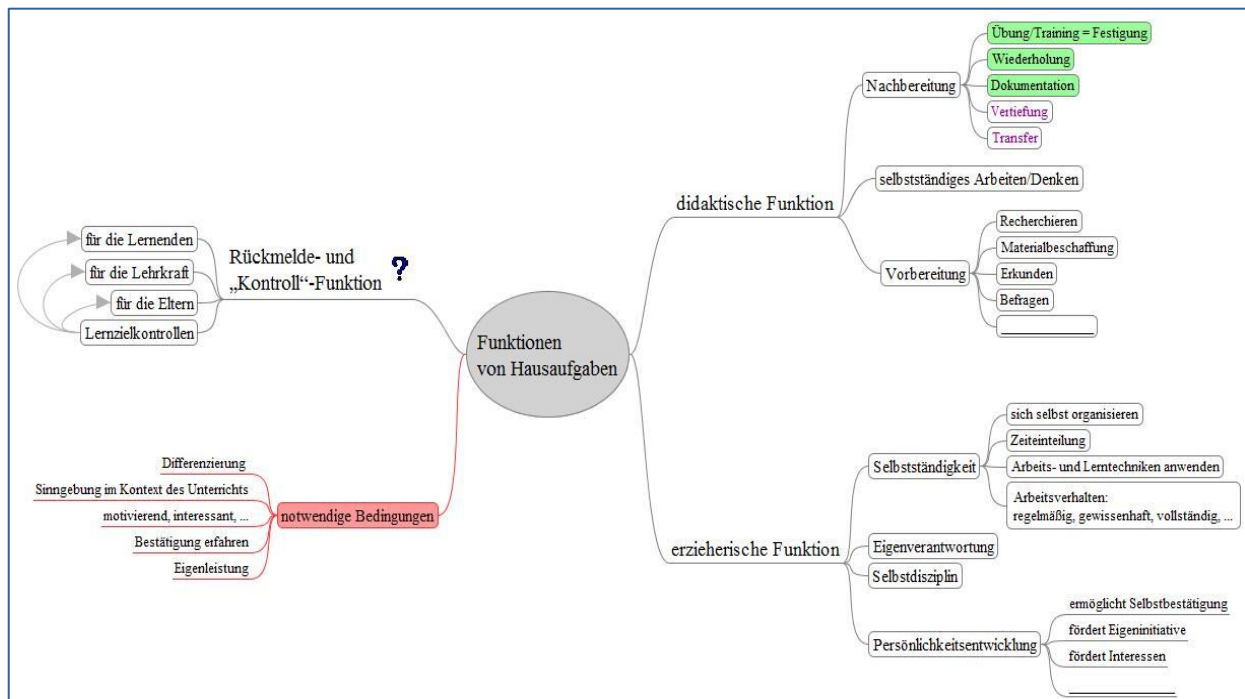 Funktionen
von Hausaufgaben
didaktische Funktion
Nachbereitung
Übung/Training = Festigung
Wiederholung
Dokumentation
Vertiefung
Transfer
selbstständiges Arbeiten/Denken
Vorbereitung
Recherchieren
Materialbeschaffung
Erkunden
Befragen
erzieherische Funktion
Selbstständigkeit
sich selbst organisieren
Zeiteinteilung
Arbeits- und Lerntechniken anwenden
Arbeitsverhalten:
regelmäßig, gewissenhaft, vollständig, ...
Eigenverantwortung
Selbstdisziplin
Persönlichkeitsentwicklung
ermöglicht Selbstbestätigung
fördert Eigeninitiative
fördert Interessen
Rückmelde- und
„Kontroll“-Funktion ?
für die Lernenden
für die Lehrkraft
für die Eltern
Lernzielkontrollen
notwendige Bedingungen
Differenzierung
Sinngebung im Kontext des Unterrichts
motivierend, interessant, ...
Bestätigung erfahren
Eigenleistung